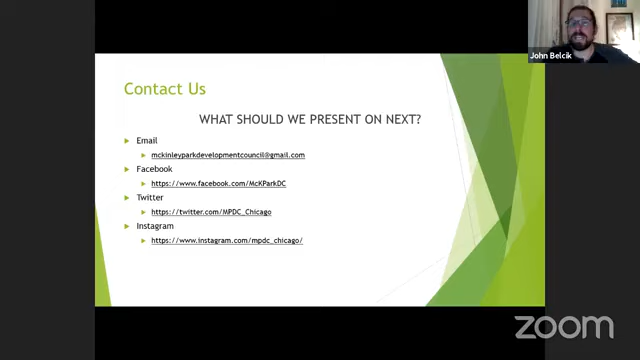 Contact Us
WHAT SHOULD WE PRESENT ON NEXT?
Email
mckinleyparkdevelopmentcouncil@gmail.com
Facebook
https://www.facebook.com/McKParkDC
Twitter
https://twitter.com/MPDC_Chicago
Instagram
https://www.instagram.com/mpdc_chicago/
John Belcik
zoom